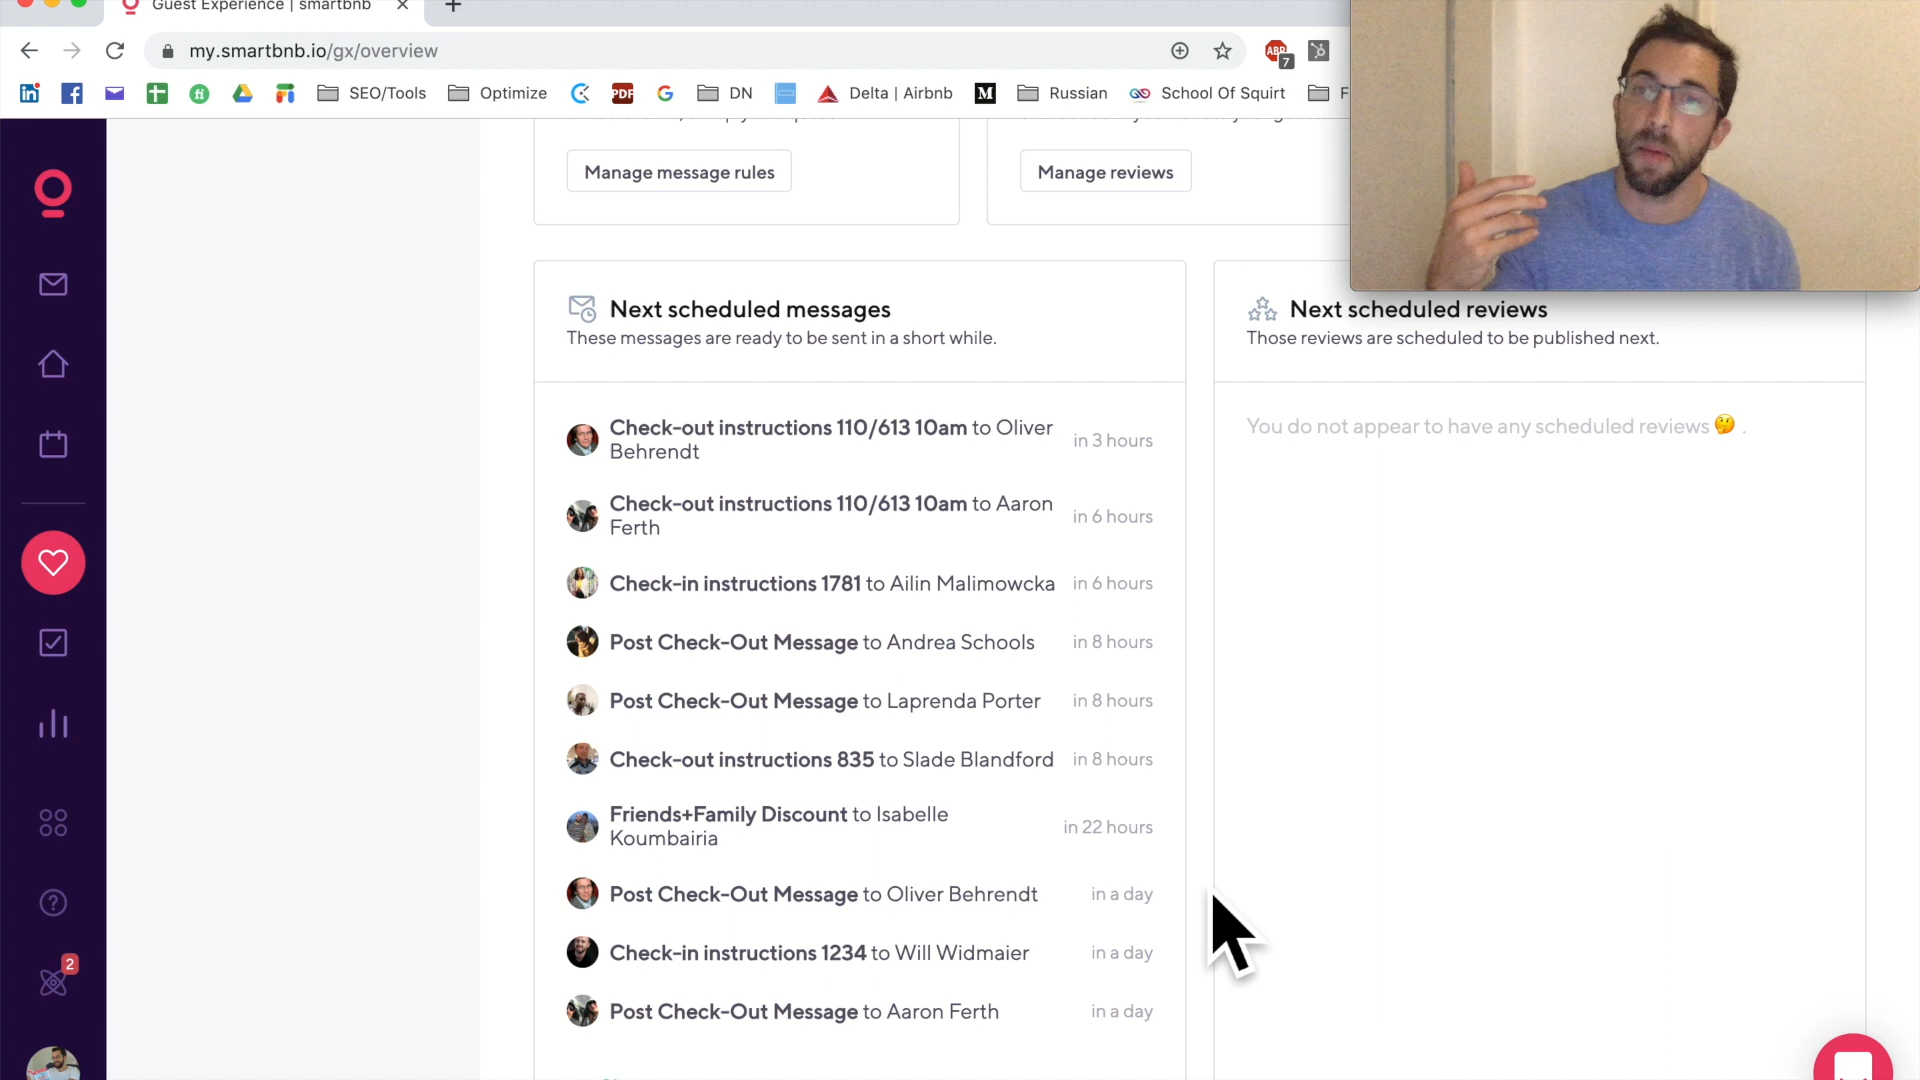 Guest Experience | smartbnb
my.smartbnb.io/gx/overview
ABP
7
in
fi
SEO/Tools
Optimize
PDF
G
DN
Delta | Airbnb
M
Russian
School Of Squirt
F
Manage message rules
Manage reviews
Next scheduled messages
These messages are ready to be sent in a short while.
Next scheduled reviews
Those reviews are scheduled to be published next.
You do not appear to have any scheduled reviews 🤔 .
Check-out instructions 110/613 10am to Oliver
Behrendt
in 3 hours
Check-out instructions 110/613 10am to Aaron
Ferth
in 6 hours
Check-in instructions 1781 to Ailin Malimowcka
in 6 hours
Post Check-Out Message to Andrea Schools
in 8 hours
Post Check-Out Message to Laprenda Porter
in 8 hours
Check-out instructions 835 to Slade Blandford
in 8 hours
Friends+Family Discount to Isabelle
Koumbairia
in 22 hours
Post Check-Out Message to Oliver Behrendt
in a day
Check-in instructions 1234 to Will Widmaier
in a day
Post Check-Out Message to Aaron Ferth
in a day
2